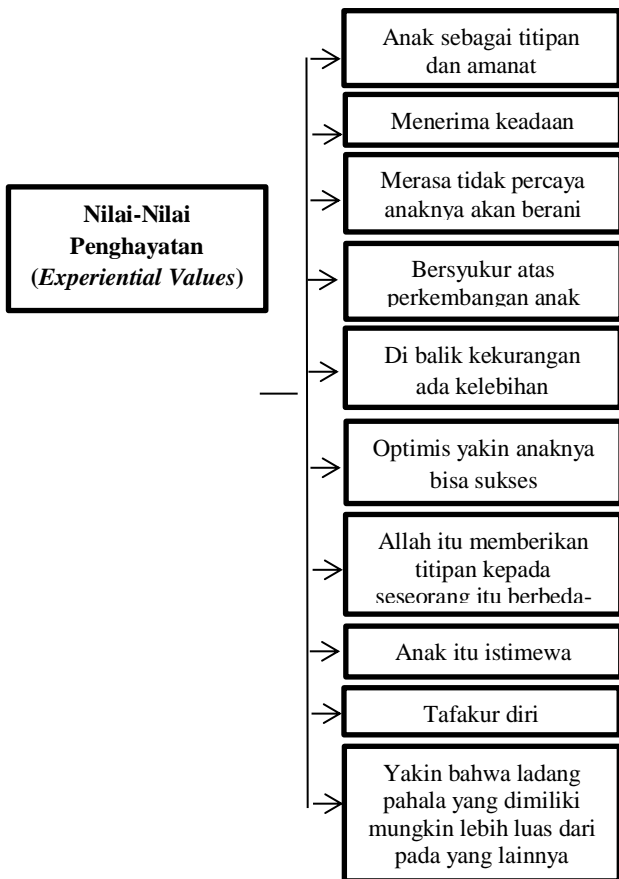 Anak sebagai titipan
dan amanat
Menerima keadaan
Merasa tidak percaya
anaknya akan berani
Nilai-Nilai
Penghayatan
(Experiential Values)
Bersyukur atas
perkembangan anak
Di balik kekurangan
ada kelebihan
Optimis yakin anaknya
bisa sukses
Allah itu memberikan
titipan kepada
seseorang itu berbeda-
Anak itu istimewa
Tafakur diri
Yakin bahwa ladang
pahala yang dimiliki
mungkin lebih luas dari
pada yang lainnya